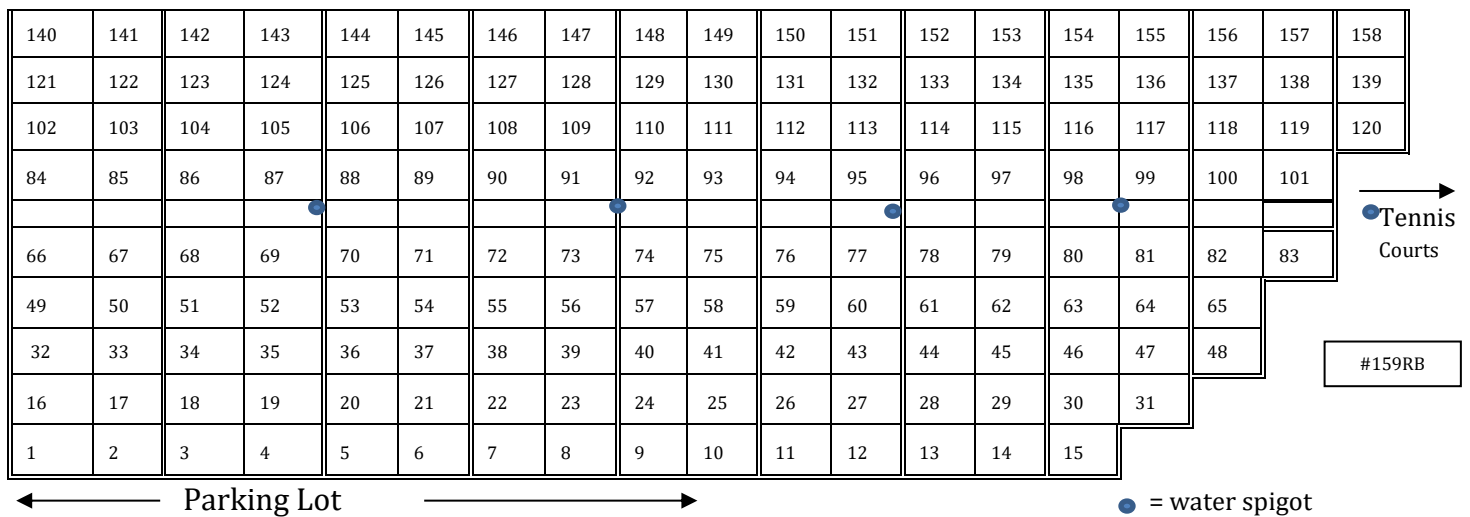 140 141 142 143 144 145 146 147 148 149 150 151 152 153 154 155 156 157 158
121 122 123 124 125 126 127 128 129 130 131 132 133 134 135 136 137 138 139
102 103 104 105 106 107 108 109 110 111 112 113 114 115 116 117 118 119 120
84 85 86 87 88 89 90 91 92 93 94 95 96 97 98 99 100 101
Tennis
Courts
66 67 68 69 70 71 72 73 74 75 76 77 78 79 80 81 82 83
49 50 51 52 53 54 55 56 57 58 59 60 61 62 63 64 65
32 33 34 35 36 37 38 39 40 41 42 43 44 45 46 47 48
#159RB
16 17 18 19 20 21 22 23 24 25 26 27 28 29 30 31
1 2 3 4 5 6 7 8 9 10 11 12 13 14 15
Parking Lot
= water spigot